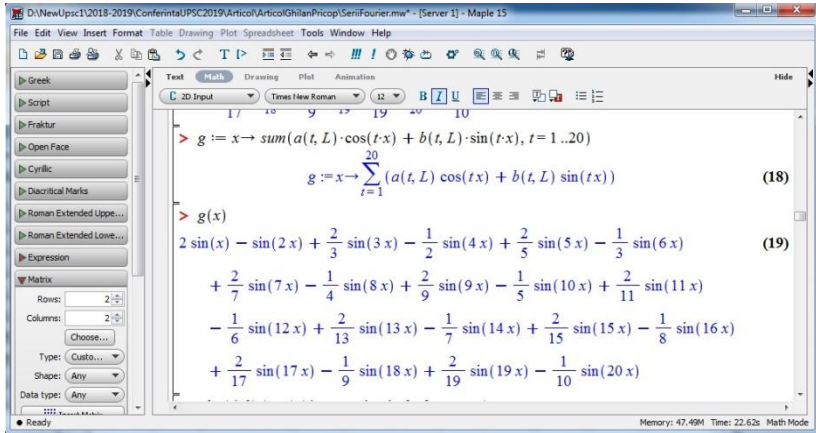 D:\NewUpsc1\2018-2019\ConferintaUPSC2019\Articol\ArticolGhilanPricop\SeriiFourier.mw* - [Server 1] - Maple 15
File Edit View Insert Format Table Drawing Plot Spreadsheet Tools Window Help
Greek
Script
Fraktur
Open Face
Cyrillic
Diacritical Marks
Roman Extended Uppe...
Roman Extended Lowe...
Expression
Matrix
Rows: 2
Columns: 2
Choose...
Type: Custo...
Shape: Any
Data type: Any
Text Math Drawing Plot Animation Hide
C 2D Input Times New Roman 12 B I U
17 18 9 19 19 20 10
> g := x→ sum(a(t, L)·cos(t·x) + b(t, L)·sin(t·x), t = 1 ..20)
g := x→ ∑_{t = 1}^{20} (a(t, L) cos(t x) + b(t, L) sin(t x)) (18)
> g(x)
2 sin(x) − sin(2 x) + 2/3 sin(3 x) − 1/2 sin(4 x) + 2/5 sin(5 x) − 1/3 sin(6 x) (19)
+ 2/7 sin(7 x) − 1/4 sin(8 x) + 2/9 sin(9 x) − 1/5 sin(10 x) + 2/11 sin(11 x)
− 1/6 sin(12 x) + 2/13 sin(13 x) − 1/7 sin(14 x) + 2/15 sin(15 x) − 1/8 sin(16 x)
+ 2/17 sin(17 x) − 1/9 sin(18 x) + 2/19 sin(19 x) − 1/10 sin(20 x)
Ready
Memory: 47.49M Time: 22.62s Math Mode